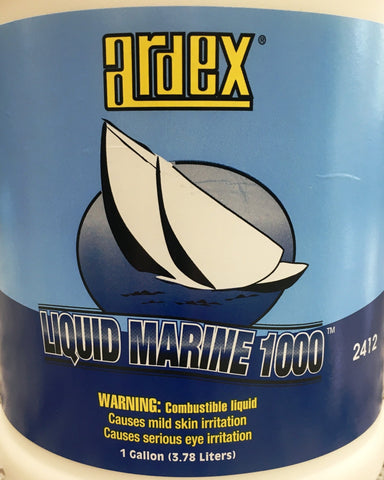 ardex®
LIQUID MARINE 1000™
2412
WARNING: Combustible liquid
Causes mild skin irritation
Causes serious eye irritation
1 Gallon (3.78 Liters)